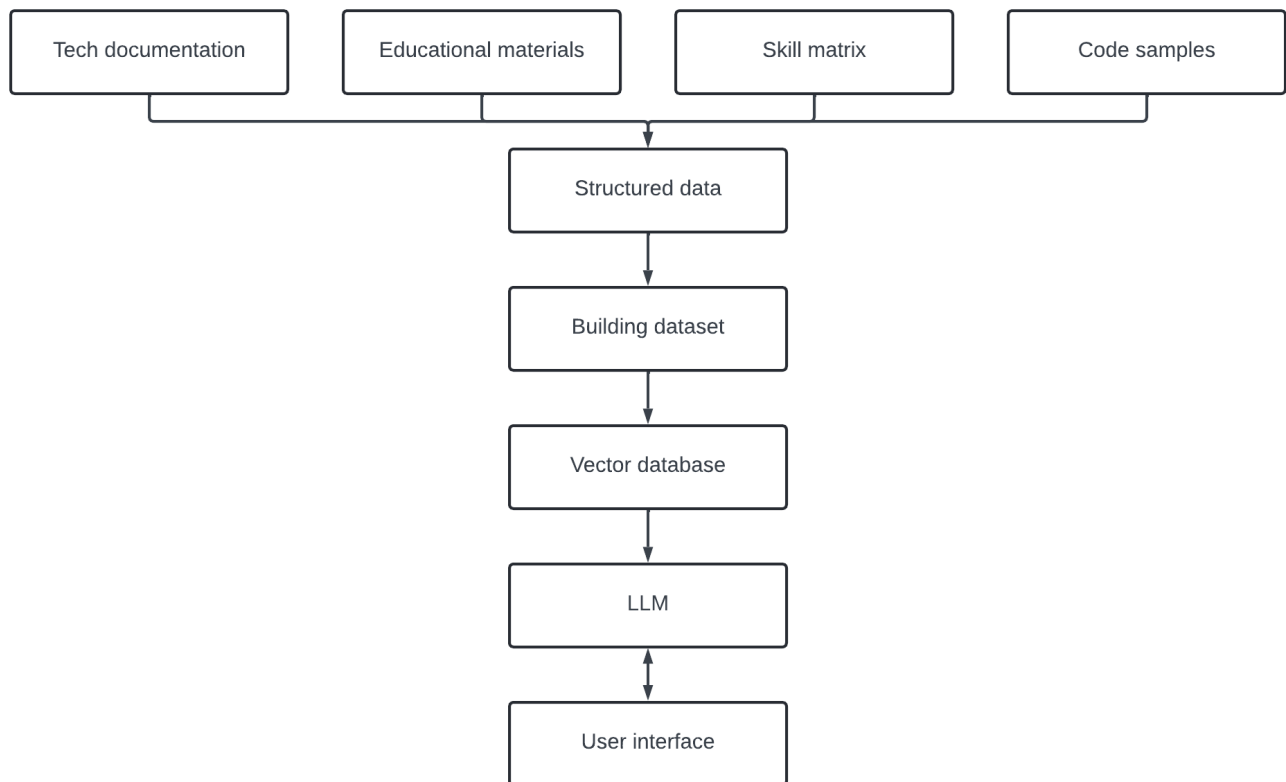 Tech documentation
Educational materials
Skill matrix
Code samples
Structured data
Building dataset
Vector database
LLM
User interface